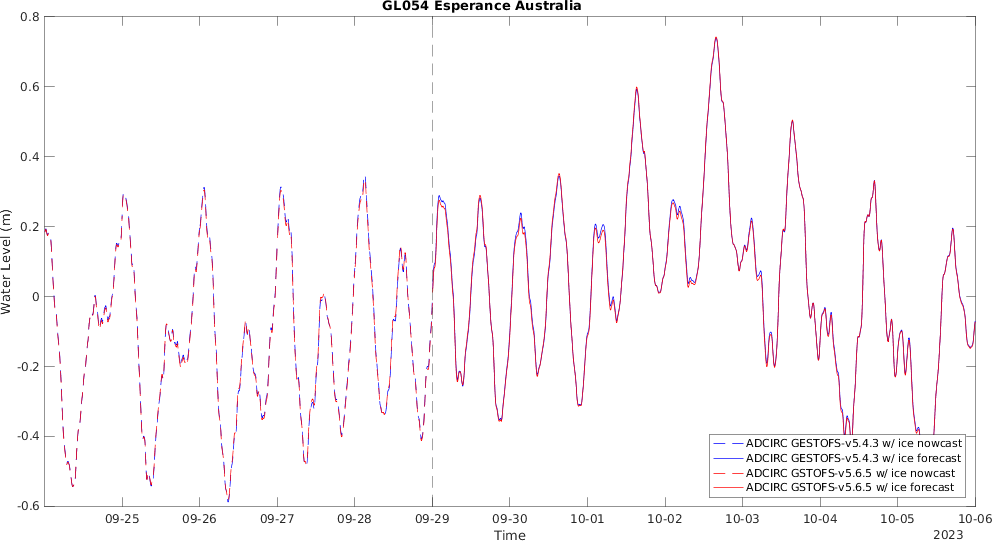 GL054 Esperance Australia
0.8
0.6
0.4
0.2
0
-0.2
-0.4
-0.6
Water Level (m)
ADCIRC GESTOFS-v5.4.3 w/ ice nowcast
ADCIRC GESTOFS-v5.4.3 w/ ice forecast
ADCIRC GSTOFS-v5.6.5 w/ ice nowcast
ADCIRC GSTOFS-v5.6.5 w/ ice forecast
09-25 09-26 09-27 09-28 09-29 09-30 10-01 10-02 10-03 10-04 10-05 10-06
Time
2023